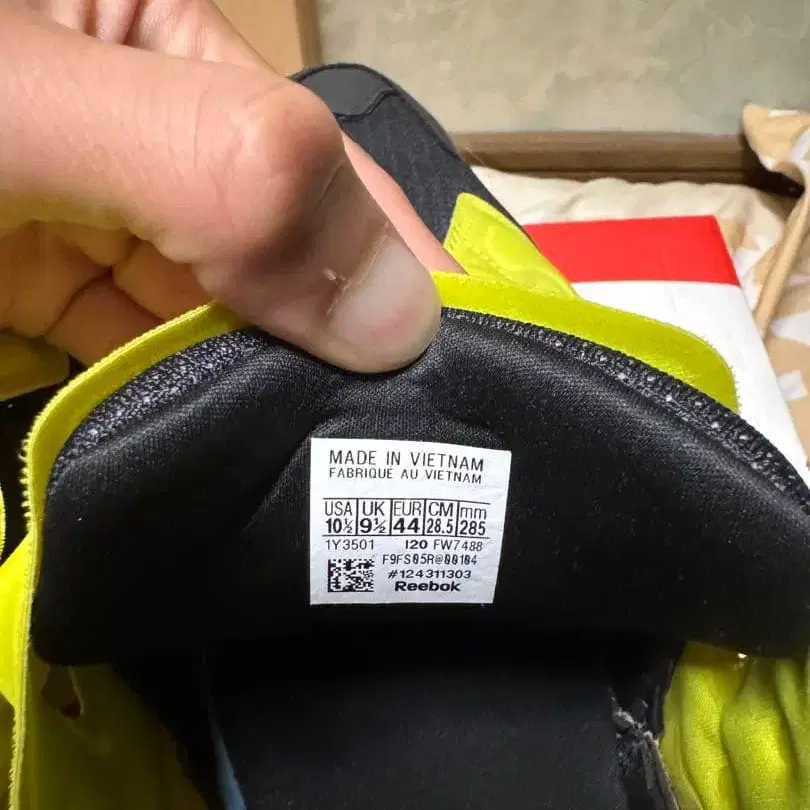 MADE IN VIETNAM
FABRIQUÉ AU VIETNAM
USA UK EUR CM mm
10½ 9½ 44 28.5 285
1Y3501 I20 FW7488
F9FS05R@00104
#124311303
Reebok